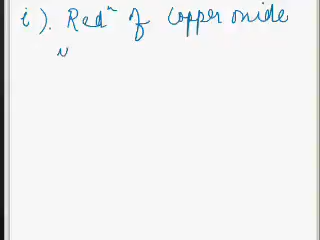 i). Redⁿ of Copper oxide